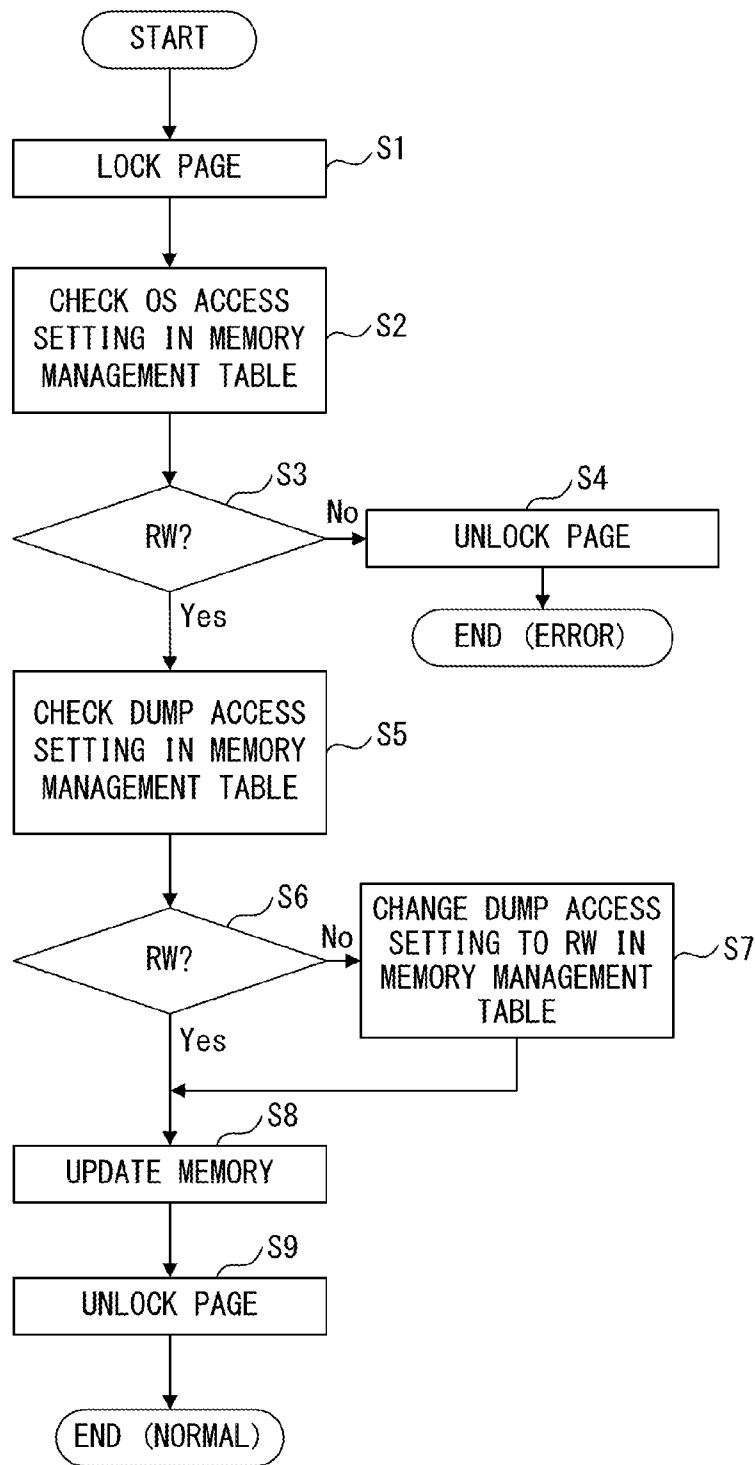 START
LOCK PAGE
S1
CHECK OS ACCESS
SETTING IN MEMORY
MANAGEMENT TABLE
S2
S3
RW?
No
Yes
S4
UNLOCK PAGE
END (ERROR)
CHECK DUMP ACCESS
SETTING IN MEMORY
MANAGEMENT TABLE
S5
S6
RW?
No
Yes
CHANGE DUMP ACCESS
SETTING TO RW IN
MEMORY MANAGEMENT
TABLE
S7
S8
UPDATE MEMORY
S9
UNLOCK PAGE
END (NORMAL)